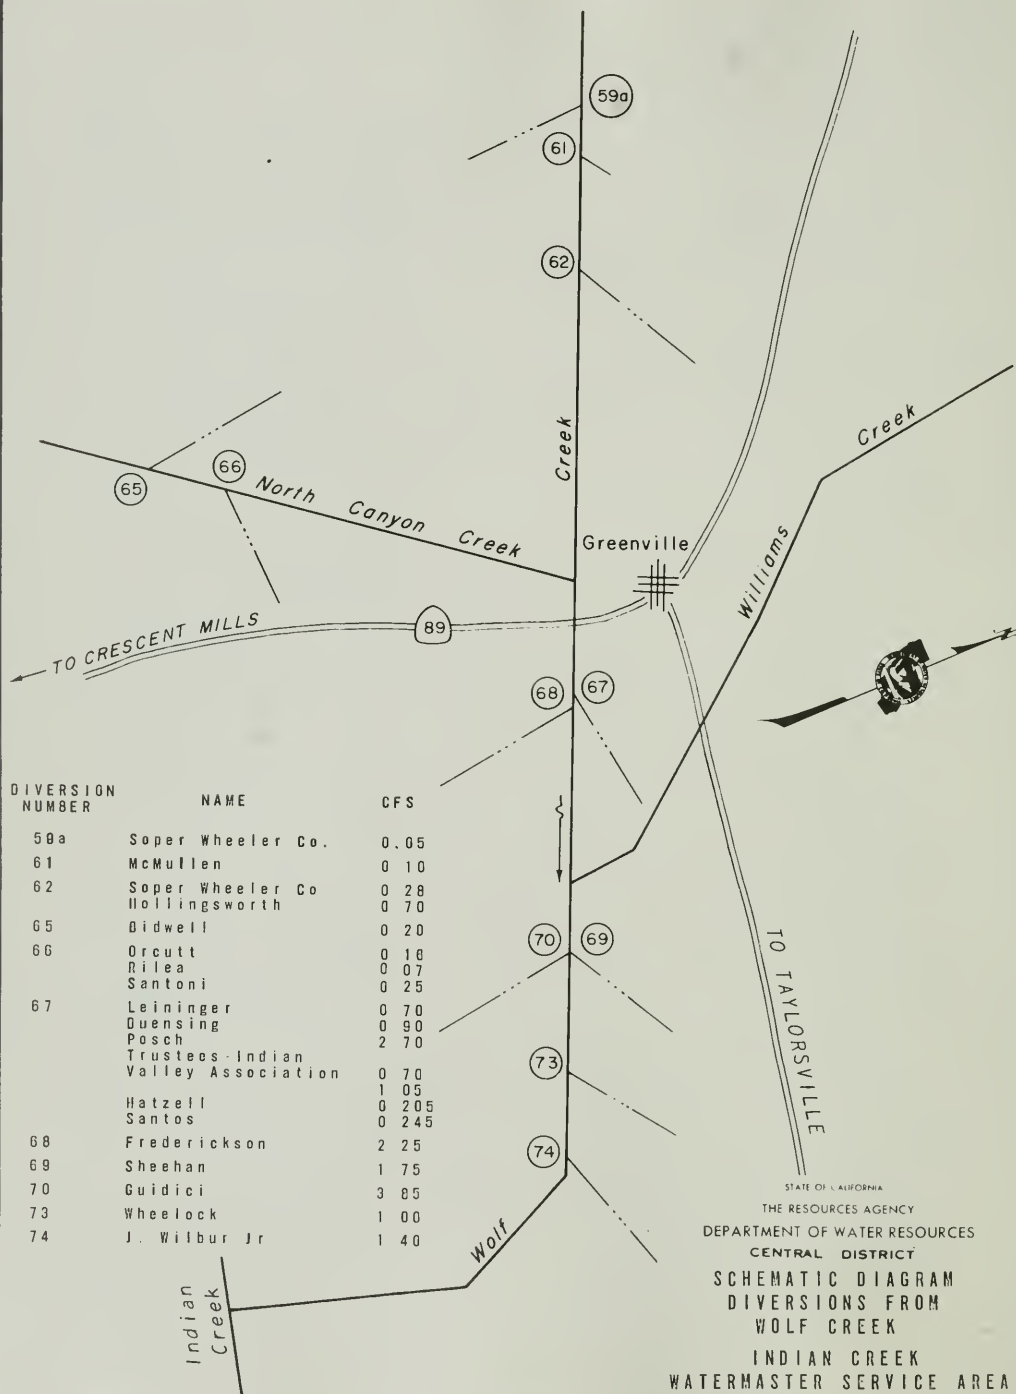 59a
61
62
Creek
65
66
North Canyon Creek
Greenville
Williams Creek
TO CRESCENT MILLS
89
68
67
70
69
TO TAYLORSVILLE
73
74
Wolf
Indian
Creek
DIVERSION NUMBER NAME CFS
59a Soper Wheeler Co. 0.05
61 McMullen 0 10
62 Soper Wheeler Co 0 28
Hollingsworth 0 70
65 Bidwell 0 20
66 Orcutt 0 18
Rilea 0 07
Santoni 0 25
67 Leininger 0 70
Duensing 0 90
Posch 2 70
Trustees Indian
Valley Association 0 70
1 05
Hatzell 0 205
Santos 0 245
68 Frederickson 2 25
69 Sheehan 1 75
70 Guidici 3 85
73 Wheelock 1 00
74 J. Wilbur Jr 1 40
STATE OF CALIFORNIA
THE RESOURCES AGENCY
DEPARTMENT OF WATER RESOURCES
CENTRAL DISTRICT
SCHEMATIC DIAGRAM
DIVERSIONS FROM
WOLF CREEK
INDIAN CREEK
WATERMASTER SERVICE AREA